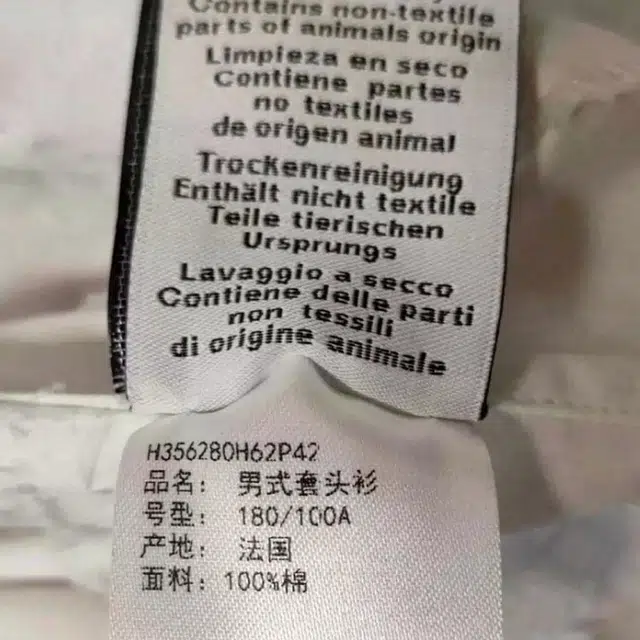 Contains non-textile
parts of animals origin
Limpieza en seco
Contiene partes
no textiles
de origen animal
Trockenreinigung
Enthält nicht textile
Teile tierischen
Ursprungs
Lavaggio a secco
Contiene delle parti
non tessili
di origine animale
H356280H62P42
品名： 男式套头衫
号型： 180/100A
产地： 法国
面料： 100%棉